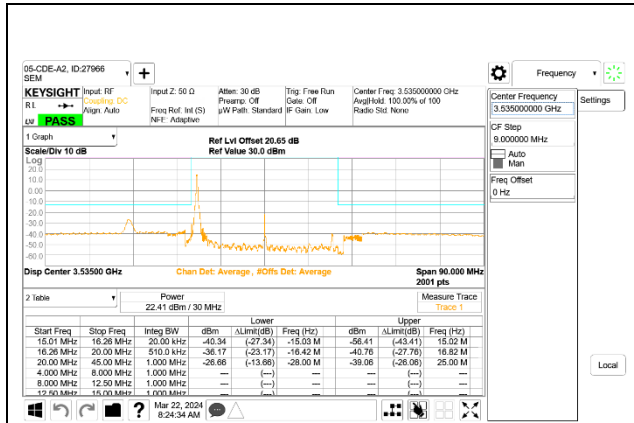 05-CDE-A2, ID:27966
SEM
Frequency
KEYSIGHT
Input: RF
Coupling: DC
Align: Auto
Input Z: 50 Ω
Freq Ref: Int (S)
NFE: Adaptive
Atten: 30 dB
Preamp: Off
µW Path: Standard
Trig: Free Run
Gate: Off
IF Gain: Low
Center Freq: 3.535000000 GHz
Avg|Hold: 100.00% of 100
Radio Std: None
R L
PASS
Center Frequency
3.535000000 GHz
Settings
CF Step
9.000000 MHz
Auto
Man
Freq Offset
0 Hz
Local
1 Graph
Scale/Div 10 dB
Ref Lvl Offset 20.65 dB
Ref Value 30.0 dBm
Log
20.0
10.0
0.00
-10.0
-20.0
-30.0
-40.0
-50.0
-60.0
Disp Center 3.53500 GHz
Chan Det: Average , #Offs Det: Average
Span 90.000 MHz
2001 pts
2 Table
Power
22.41 dBm / 30 MHz
Measure Trace
Trace 1
Lower Upper
Start Freq Stop Freq Integ BW dBm ΔLimit(dB) Freq (Hz) dBm ΔLimit(dB) Freq (Hz)
15.01 MHz 16.26 MHz 20.00 kHz -40.34 (-27.34) -15.03 M -56.41 (-43.41) 15.02 M
16.26 MHz 20.00 MHz 510.0 kHz -36.17 (-23.17) -16.42 M -40.76 (-27.76) 16.82 M
20.00 MHz 45.00 MHz 1.000 MHz -26.66 (-13.66) -28.00 M -39.06 (-26.06) 25.00 M
4.000 MHz 8.000 MHz 1.000 MHz --- (---) --- (---)
8.000 MHz 12.50 MHz 1.000 MHz --- (---) --- (---)
12.50 MHz 15.00 MHz 1.000 MHz --- (---) --- (---)
Mar 22, 2024
8:24:34 AM